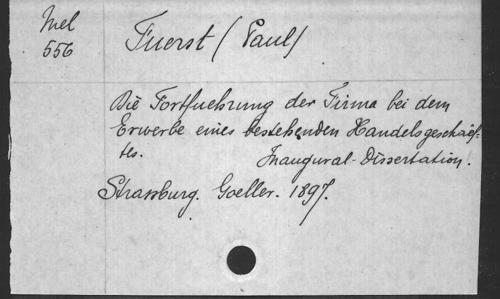 Mel
556
Fuerst (Paul)
Die Fortfuehrung der Firma bei dem
Erwerbe eines bestehenden Handelsgeschäf-
tes. Inaugural-Dissertation.
Strassburg. Goeller. 1897.